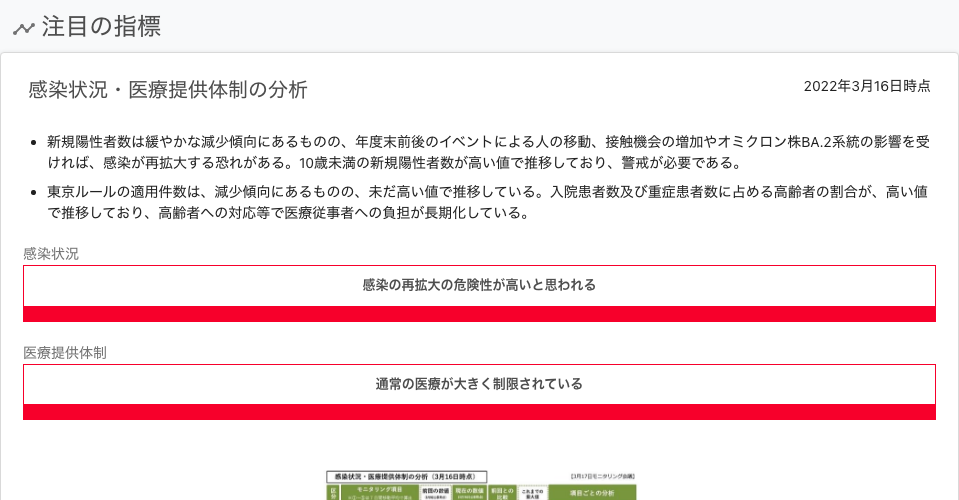 注目の指標
感染状況・医療提供体制の分析
2022年3月16日時点
新規陽性者数は緩やかな減少傾向にあるものの、年度末前後のイベントによる人の移動、接触機会の増加やオミクロン株BA.2系統の影響を受
ければ、感染が再拡大する恐れがある。10歳未満の新規陽性者数が高い値で推移しており、警戒が必要である。
東京ルールの適用件数は、減少傾向にあるものの、未だ高い値で推移している。入院患者数及び重症患者数に占める高齢者の割合が、高い値
で推移しており、高齢者への対応等で医療従事者への負担が長期化している。
感染状況
感染の再拡大の危険性が高いと思われる
医療提供体制
通常の医療が大きく制限されている
感染状況・医療提供体制の分析（3月16日時点）
【3月17日モニタリング会議】
区分 モニタリング項目 前回の数値 現在の数値 前回との比較 これまでの最大値 項目ごとの分析